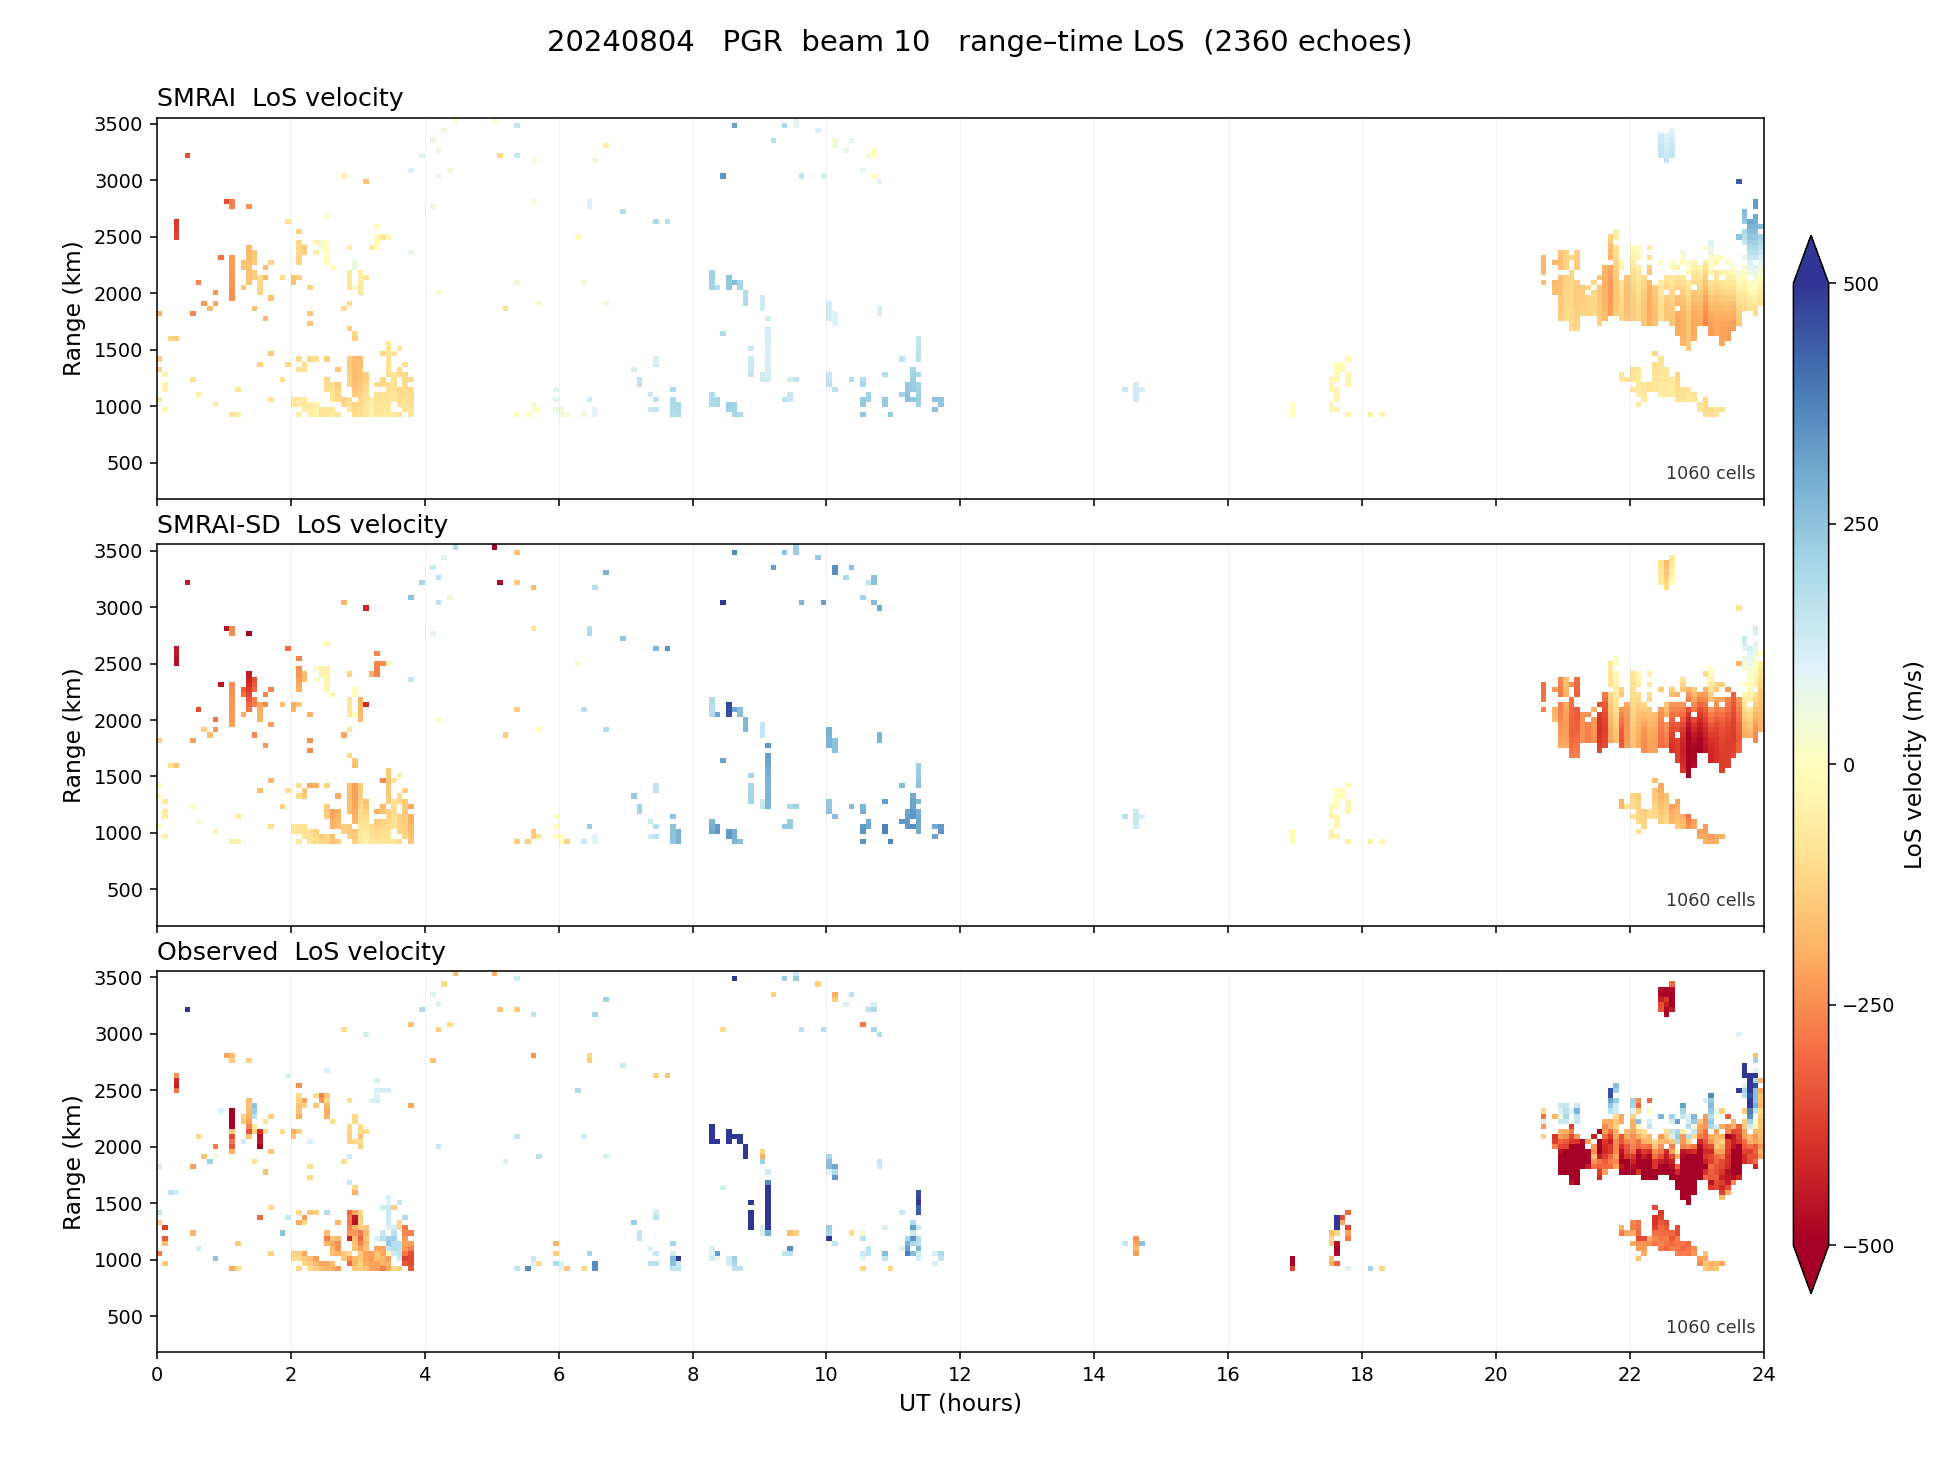 20240804   PGR  beam 10   range–time LoS  (2360 echoes)
SMRAI  LoS velocity
3500
3000
2500
2000
1500
1000
500
Range (km)
1060 cells
SMRAI-SD  LoS velocity
3500
3000
2500
2000
1500
1000
500
Range (km)
1060 cells
Observed  LoS velocity
3500
3000
2500
2000
1500
1000
500
Range (km)
1060 cells
0 2 4 6 8 10 12 14 16 18 20 22 24
UT (hours)
500
250
0
−250
−500
LoS velocity (m/s)